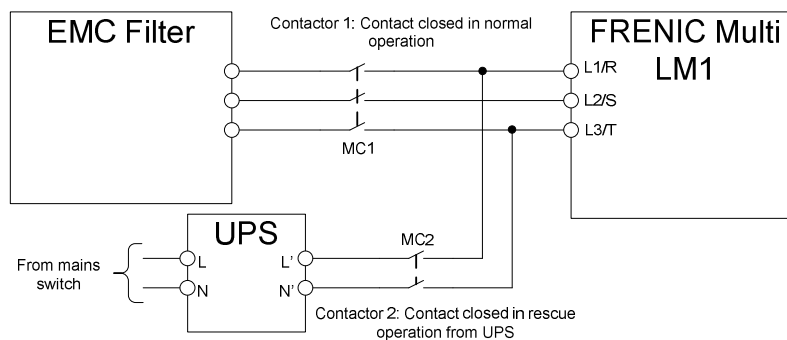 EMC Filter
Contactor 1: Contact closed in normal
operation
FRENIC Multi
LM1
L1/R
L2/S
L3/T
MC1
UPS
MC2
From mains
switch
L
N
L'
N'
Contactor 2: Contact closed in rescue
operation from UPS